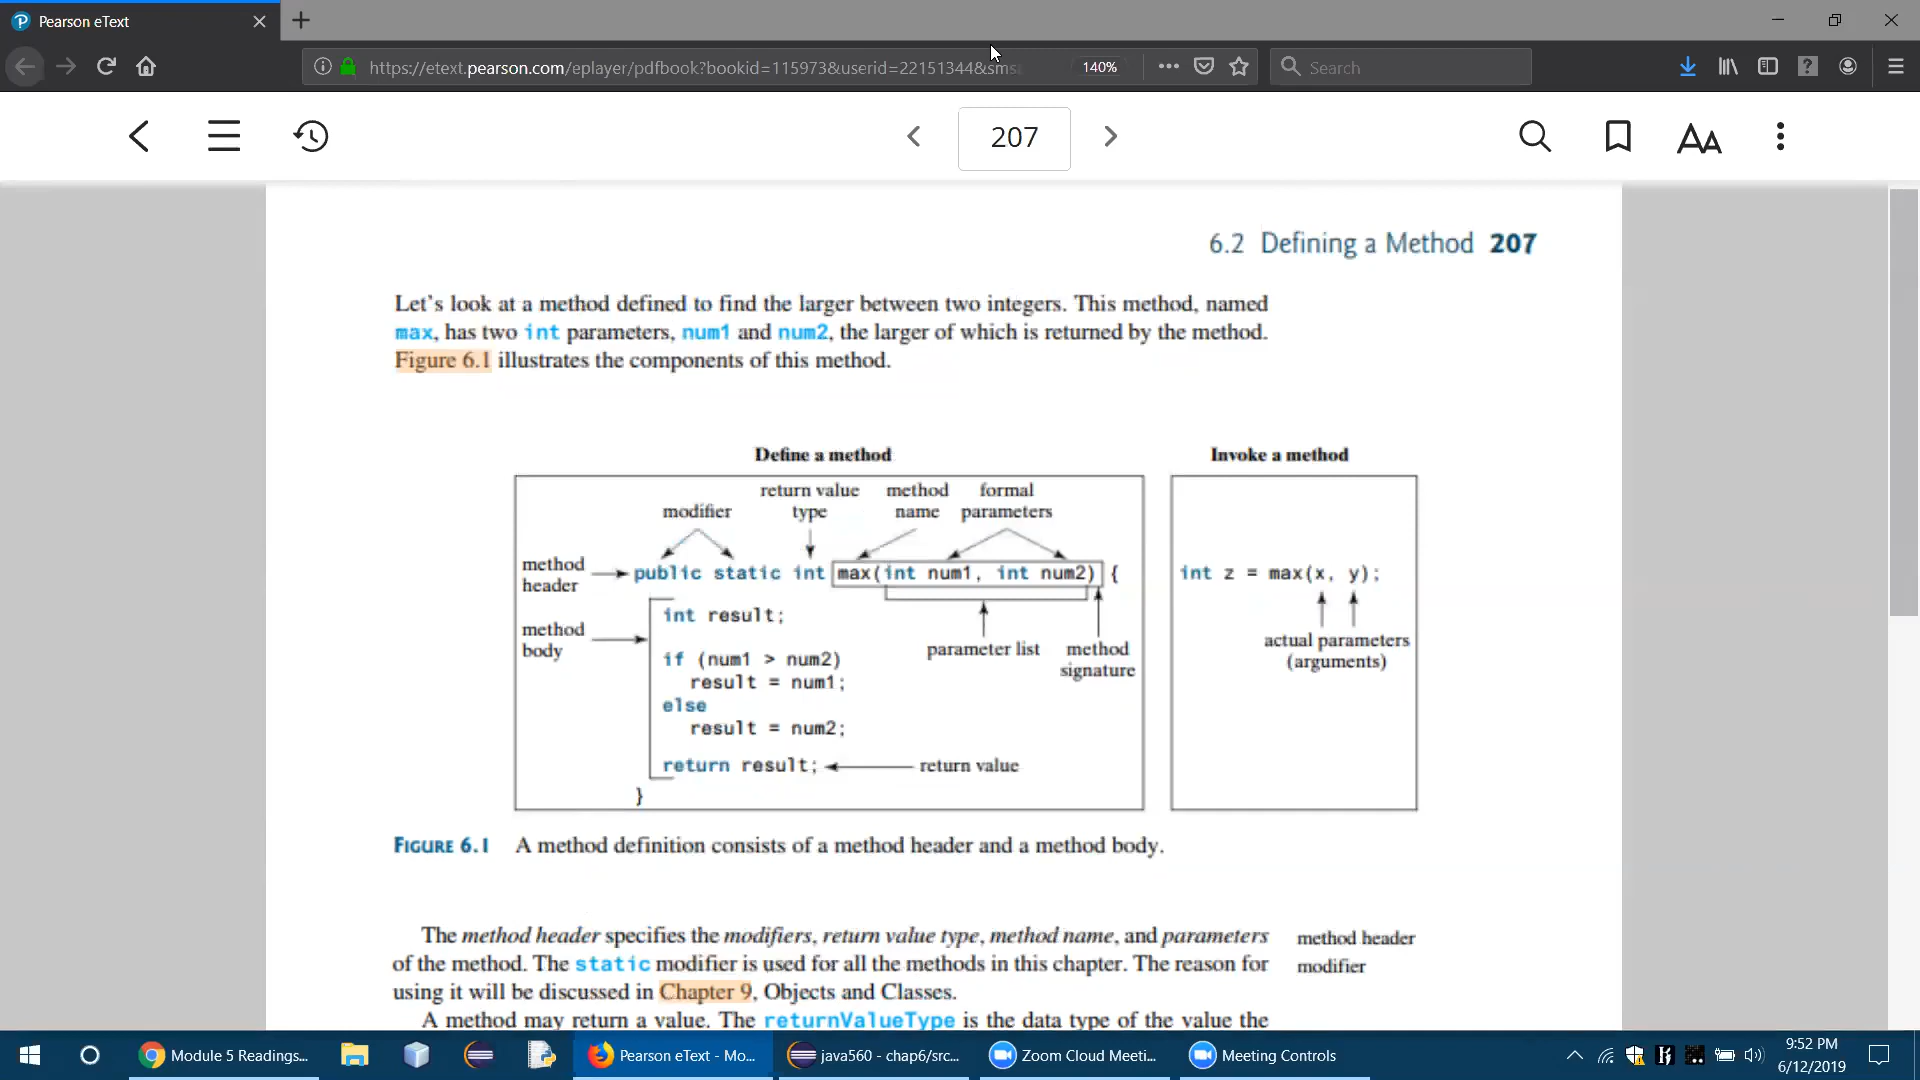 Pearson eText
https://etext.pearson.com/eplayer/pdfbook?bookid=115973&userid=22151344&sms
140%
Search
207
6.2 Defining a Method 207
Let's look at a method defined to find the larger between two integers. This method, named
max, has two int parameters, num1 and num2, the larger of which is returned by the method.
Figure 6.1 illustrates the components of this method.
Define a method
Invoke a method
return value type
method name
formal parameters
modifier
method header
public static int max(int num1, int num2) {
int z = max(x, y);
method body
int result;
if (num1 > num2)
result = num1;
else
result = num2;
parameter list
method signature
actual parameters
(arguments)
return result;
return value
}
FIGURE 6.1 A method definition consists of a method header and a method body.
The method header specifies the modifiers, return value type, method name, and parameters
method header
of the method. The static modifier is used for all the methods in this chapter. The reason for
modifier
using it will be discussed in Chapter 9, Objects and Classes.
A method may return a value. The returnValueType is the data type of the value the
Module 5 Readings...
Pearson eText - Mo...
java560 - chap6/src...
Zoom Cloud Meeti...
Meeting Controls
9:52 PM
6/12/2019